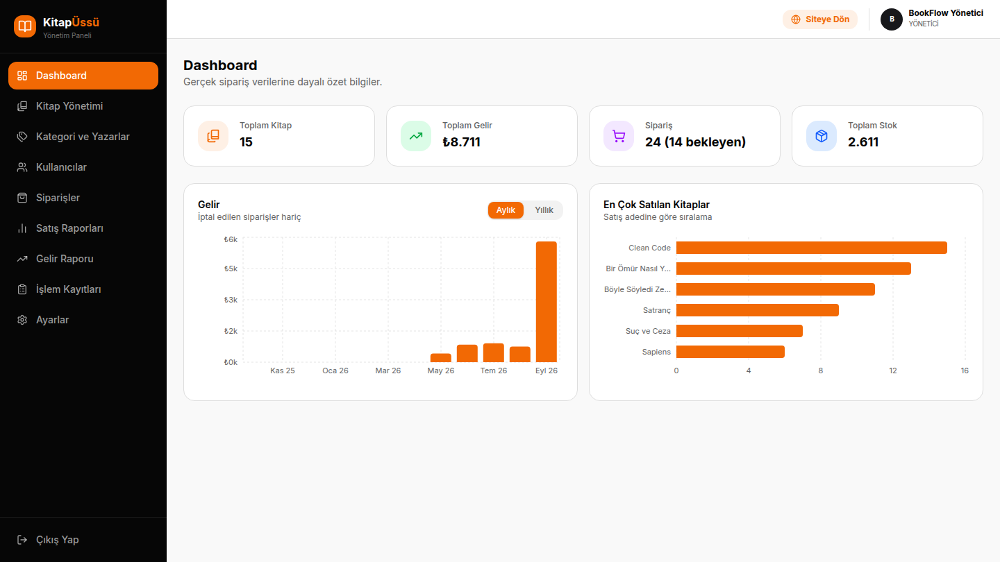 KitapÜssü
Yönetim Paneli
Dashboard
Kitap Yönetimi
Kategori ve Yazarlar
Kullanıcılar
Siparişler
Satış Raporları
Gelir Raporu
İşlem Kayıtları
Ayarlar
Çıkış Yap
Siteye Dön
B
BookFlow Yönetici
YÖNETİCİ
Dashboard
Gerçek sipariş verilerine dayalı özet bilgiler.
Toplam Kitap
15
Toplam Gelir
₺8.711
Sipariş
24 (14 bekleyen)
Toplam Stok
2.611
Gelir
İptal edilen siparişler hariç
Aylık Yıllık
₺6k
₺5k
₺3k
₺2k
₺0k
Kas 25 Oca 26 Mar 26 May 26 Tem 26 Eyl 26
En Çok Satılan Kitaplar
Satış adedine göre sıralama
Clean Code
Bir Ömür Nasıl Y...
Böyle Söyledi Ze...
Satranç
Suç ve Ceza
Sapiens
0 4 8 12 16